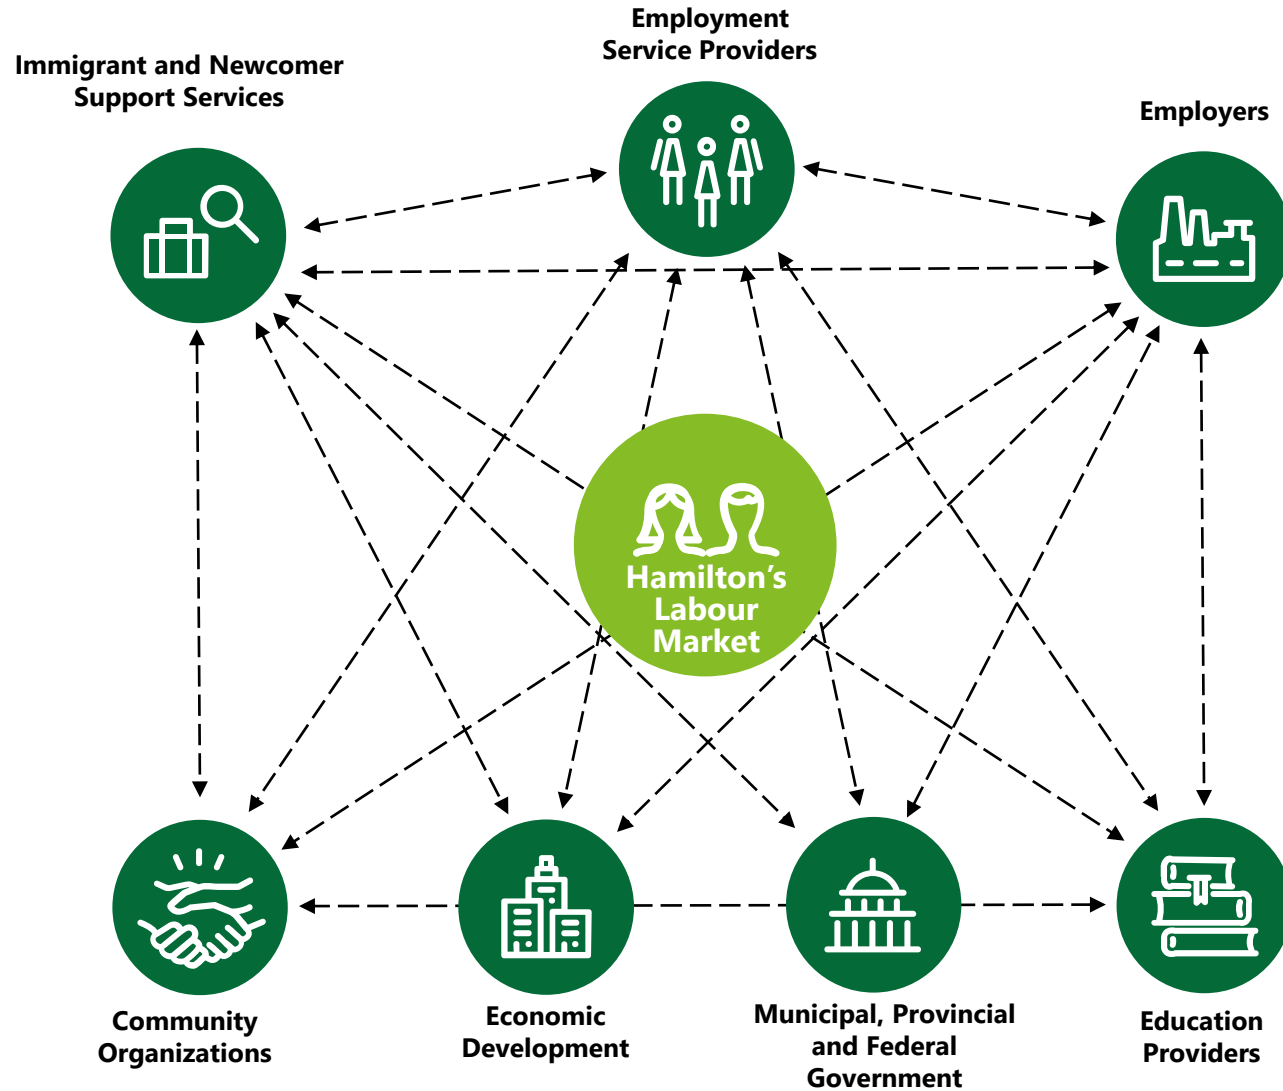 Employment
Service Providers
Immigrant and Newcomer
Support Services
Employers
Hamilton’s
Labour
Market
Community
Organizations
Economic
Development
Municipal, Provincial
and Federal
Government
Education
Providers